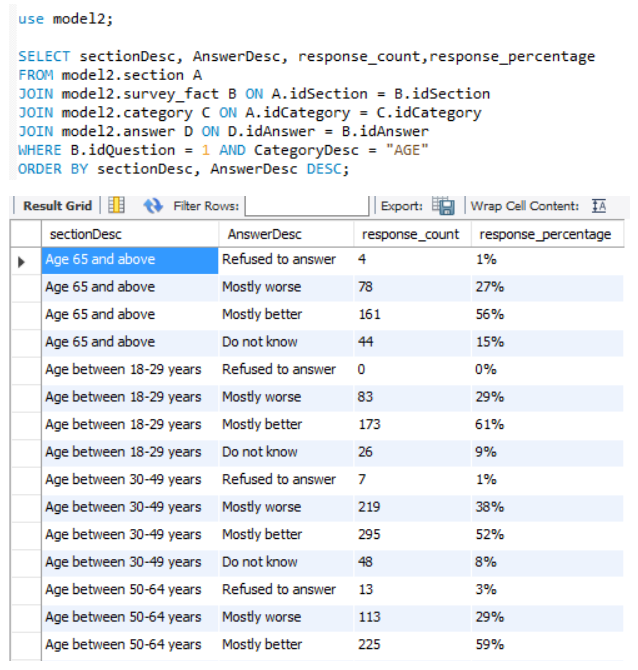 use model2;
SELECT sectionDesc, AnswerDesc, response_count,response_percentage
FROM model2.section A
JOIN model2.survey_fact B ON A.idSection = B.idSection
JOIN model2.category C ON A.idCategory = C.idCategory
JOIN model2.answer D ON D.idAnswer = B.idAnswer
WHERE B.idQuestion = 1 AND CategoryDesc = "AGE"
ORDER BY sectionDesc, AnswerDesc DESC;
Result Grid Filter Rows: Export: Wrap Cell Content: IA
sectionDesc AnswerDesc response_count response_percentage
Age 65 and above Refused to answer 4 1%
Age 65 and above Mostly worse 78 27%
Age 65 and above Mostly better 161 56%
Age 65 and above Do not know 44 15%
Age between 18-29 years Refused to answer 0 0%
Age between 18-29 years Mostly worse 83 29%
Age between 18-29 years Mostly better 173 61%
Age between 18-29 years Do not know 26 9%
Age between 30-49 years Refused to answer 7 1%
Age between 30-49 years Mostly worse 219 38%
Age between 30-49 years Mostly better 295 52%
Age between 30-49 years Do not know 48 8%
Age between 50-64 years Refused to answer 13 3%
Age between 50-64 years Mostly worse 113 29%
Age between 50-64 years Mostly better 225 59%